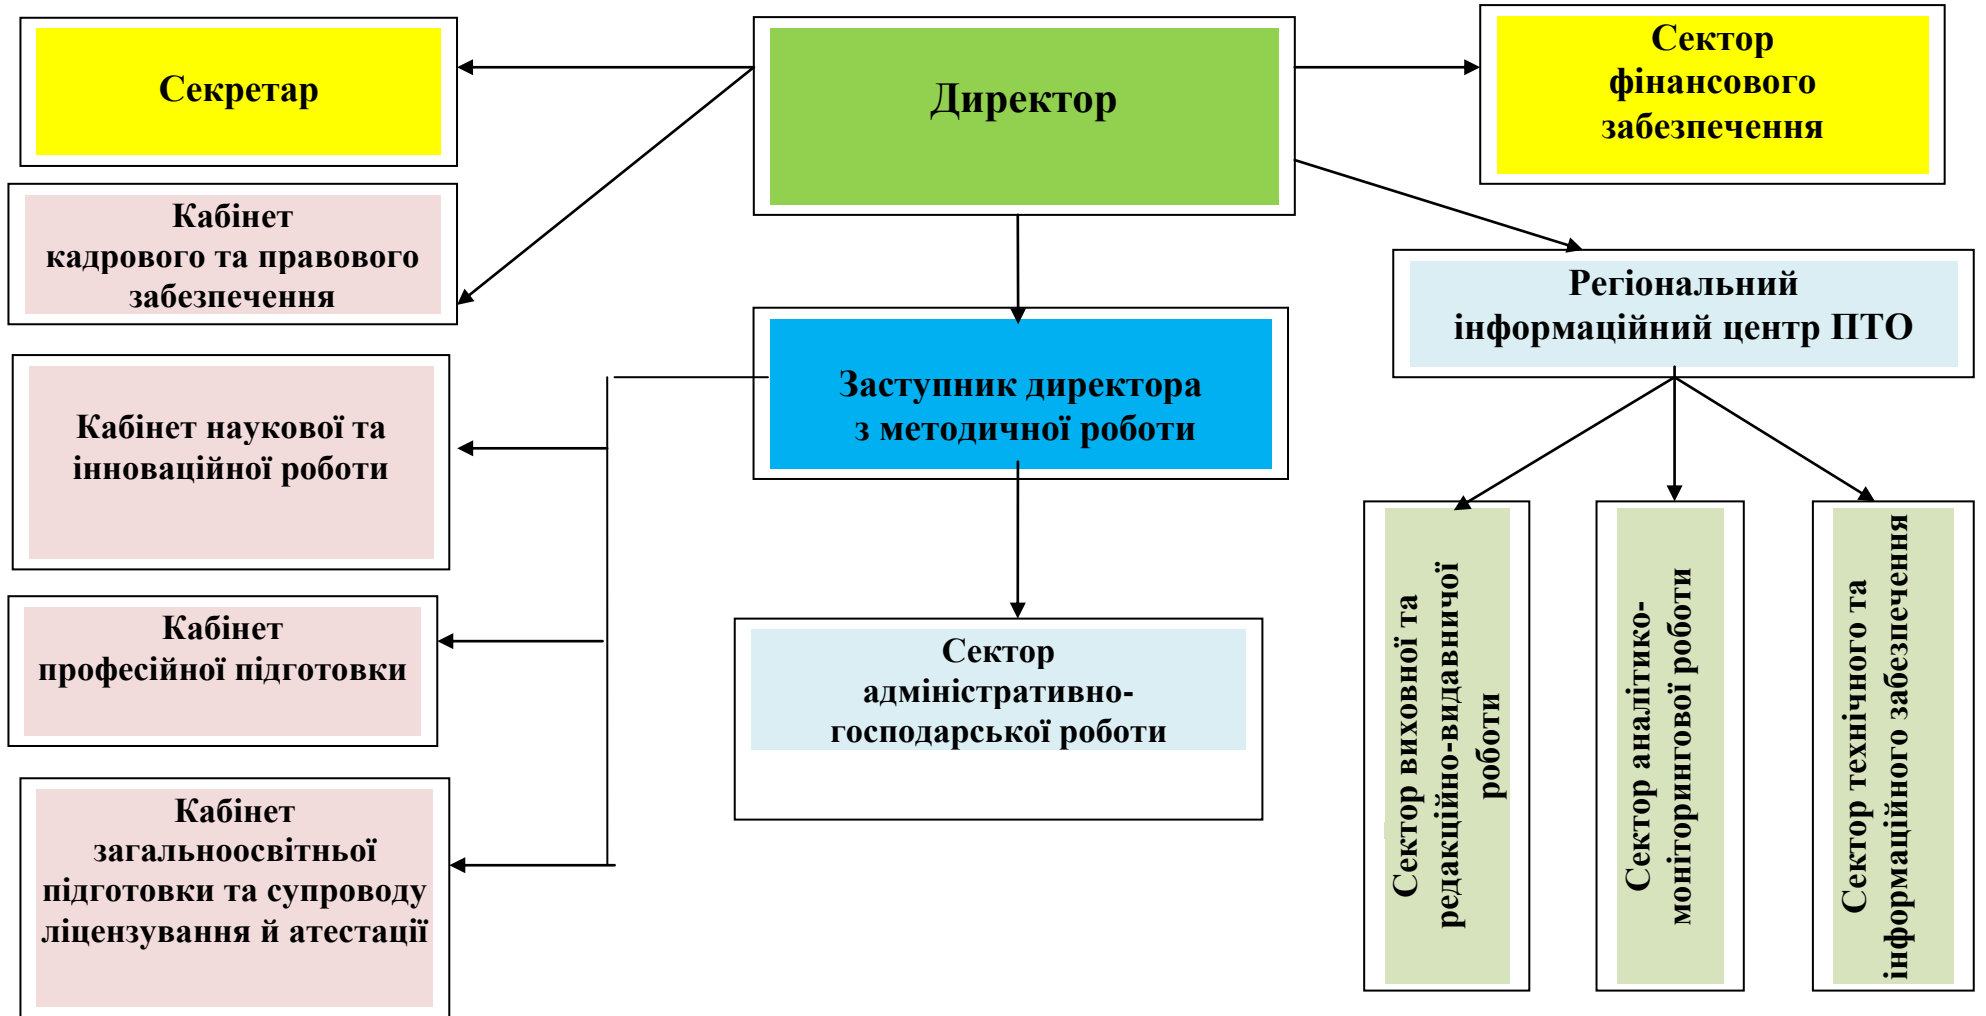 Секретар
Директор
Сектор
фінансового
забезпечення
Кабінет
кадрового та правового
забезпечення
Регіональний
інформаційний центр ПТО
Заступник директора
з методичної роботи
Кабінет наукової та
інноваційної роботи
Кабінет
професійної підготовки
Сектор
адміністративно-
господарської роботи
Кабінет
загальноосвітньої
підготовки та супроводу
ліцензування й атестації
Сектор виховної та
редакційно-видавничої
роботи
Сектор аналітико-
моніторингової роботи
Сектор технічного та
інформаційного забезпечення